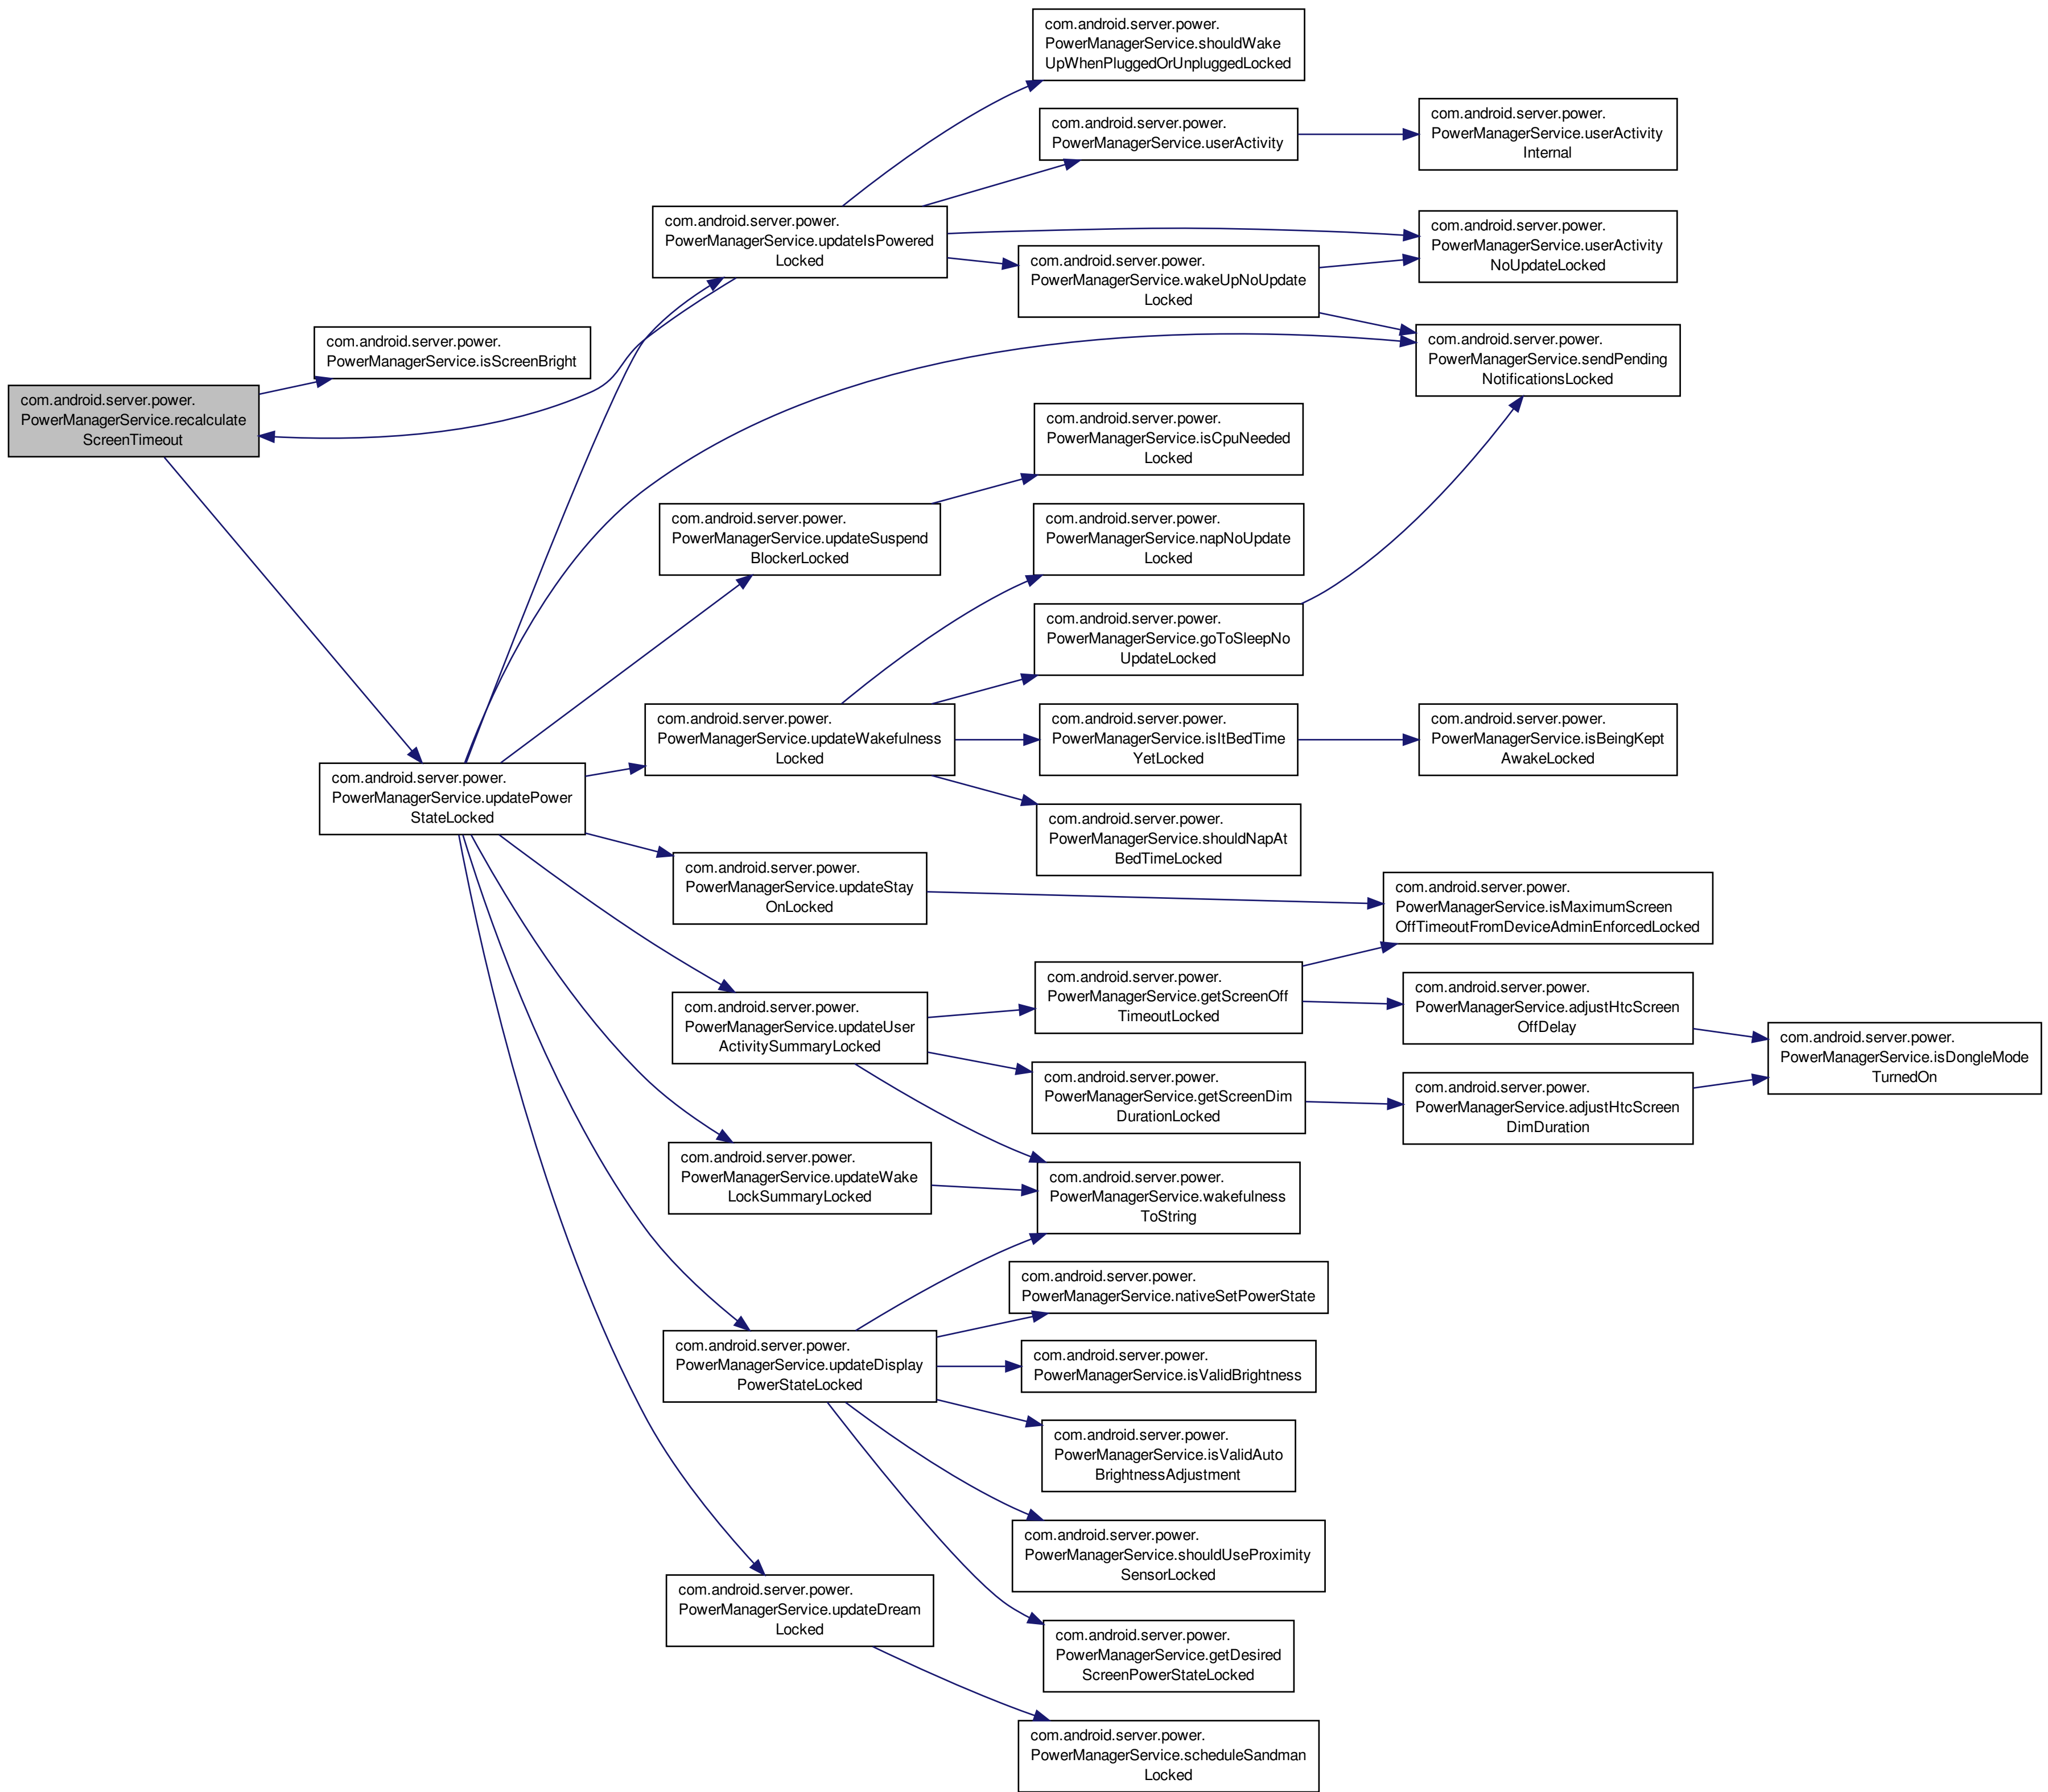 com.android.server.power.
PowerManagerService.recalculate
ScreenTimeout
com.android.server.power.
PowerManagerService.isScreenBright
com.android.server.power.
PowerManagerService.updatePower
StateLocked
com.android.server.power.
PowerManagerService.updateIsPowered
Locked
com.android.server.power.
PowerManagerService.updateSuspend
BlockerLocked
com.android.server.power.
PowerManagerService.updateWakefulness
Locked
com.android.server.power.
PowerManagerService.updateStay
OnLocked
com.android.server.power.
PowerManagerService.updateUser
ActivitySummaryLocked
com.android.server.power.
PowerManagerService.updateWake
LockSummaryLocked
com.android.server.power.
PowerManagerService.updateDisplay
PowerStateLocked
com.android.server.power.
PowerManagerService.updateDream
Locked
com.android.server.power.
PowerManagerService.shouldWake
UpWhenPluggedOrUnpluggedLocked
com.android.server.power.
PowerManagerService.userActivity
com.android.server.power.
PowerManagerService.wakeUpNoUpdate
Locked
com.android.server.power.
PowerManagerService.isCpuNeeded
Locked
com.android.server.power.
PowerManagerService.napNoUpdate
Locked
com.android.server.power.
PowerManagerService.goToSleepNo
UpdateLocked
com.android.server.power.
PowerManagerService.isItBedTime
YetLocked
com.android.server.power.
PowerManagerService.shouldNapAt
BedTimeLocked
com.android.server.power.
PowerManagerService.getScreenOff
TimeoutLocked
com.android.server.power.
PowerManagerService.getScreenDim
DurationLocked
com.android.server.power.
PowerManagerService.wakefulness
ToString
com.android.server.power.
PowerManagerService.nativeSetPowerState
com.android.server.power.
PowerManagerService.isValidBrightness
com.android.server.power.
PowerManagerService.isValidAuto
BrightnessAdjustment
com.android.server.power.
PowerManagerService.shouldUseProximity
SensorLocked
com.android.server.power.
PowerManagerService.getDesired
ScreenPowerStateLocked
com.android.server.power.
PowerManagerService.scheduleSandman
Locked
com.android.server.power.
PowerManagerService.userActivity
Internal
com.android.server.power.
PowerManagerService.userActivity
NoUpdateLocked
com.android.server.power.
PowerManagerService.sendPending
NotificationsLocked
com.android.server.power.
PowerManagerService.isBeingKept
AwakeLocked
com.android.server.power.
PowerManagerService.isMaximumScreen
OffTimeoutFromDeviceAdminEnforcedLocked
com.android.server.power.
PowerManagerService.adjustHtcScreen
OffDelay
com.android.server.power.
PowerManagerService.adjustHtcScreen
DimDuration
com.android.server.power.
PowerManagerService.isDongleMode
TurnedOn